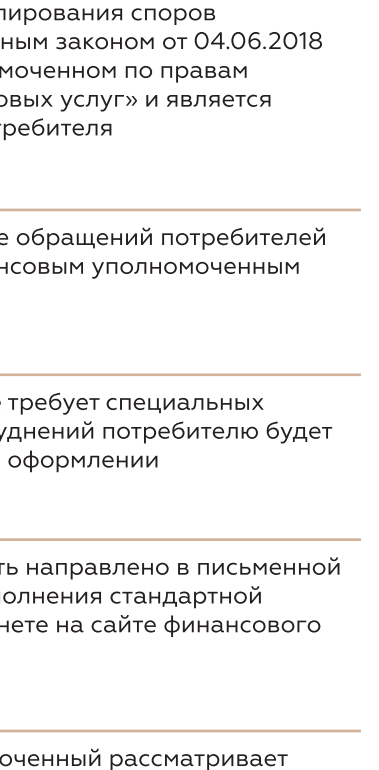 лирования споров
ным законом от 04.06.2018
моченном по правам
овых услуг» и является
требителя
е обращений потребителей
нсовым уполномоченным
е требует специальных
уднений потребителю будет
оформлении
ть направлено в письменной
олнения стандартной
нете на сайте финансового
оченный рассматривает